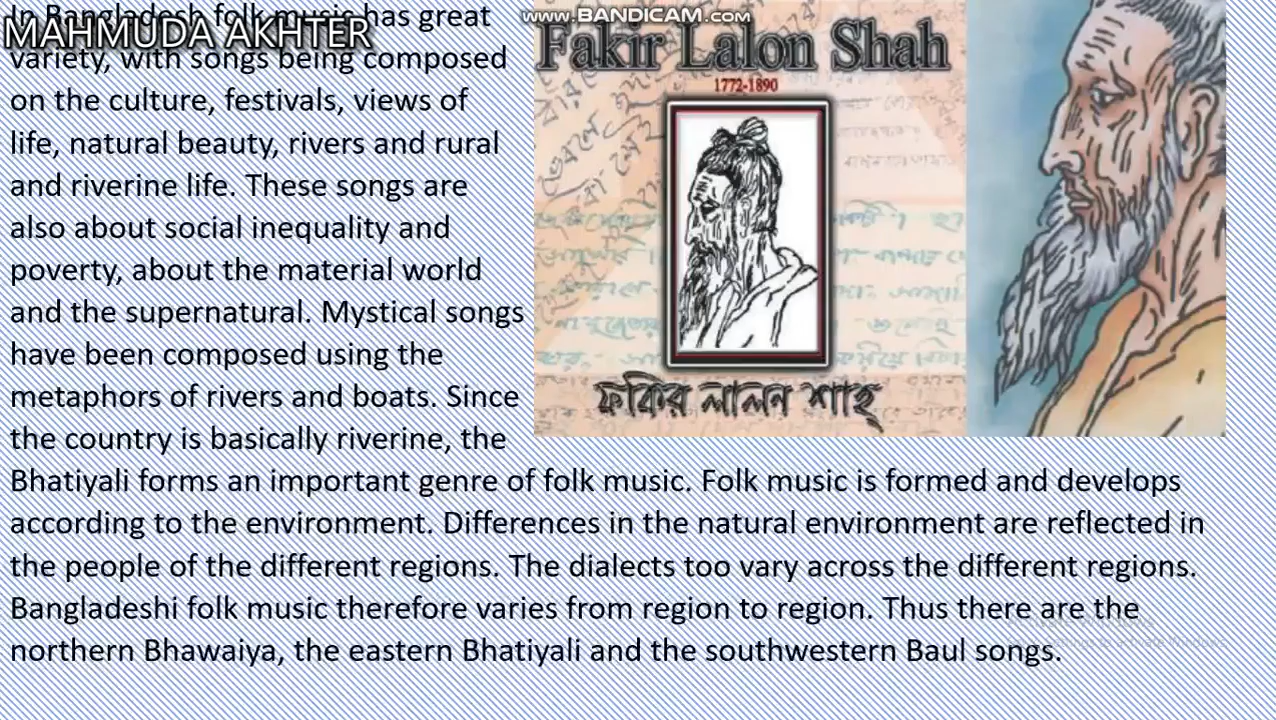 In Bangladesh folk music has great
MAHMUDA AKHTER
variety, with songs being composed
on the culture, festivals, views of
life, natural beauty, rivers and rural
and riverine life. These songs are
also about social inequality and
poverty, about the material world
and the supernatural. Mystical songs
have been composed using the
metaphors of rivers and boats. Since
the country is basically riverine, the
Bhatiyali forms an important genre of folk music. Folk music is formed and develops
according to the environment. Differences in the natural environment are reflected in
the people of the different regions. The dialects too vary across the different regions.
Bangladeshi folk music therefore varies from region to region. Thus there are the
northern Bhawaiya, the eastern Bhatiyali and the southwestern Baul songs.
www.BANDICAM.com
Fakir Lalon Shah
1772-1890
ফকির লালন শাহ্